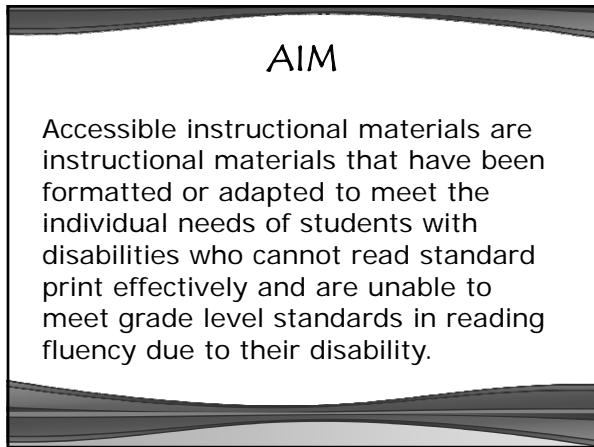 AIM
Accessible instructional materials are
instructional materials that have been
formatted or adapted to meet the
individual needs of students with
disabilities who cannot read standard
print effectively and are unable to
meet grade level standards in reading
fluency due to their disability.